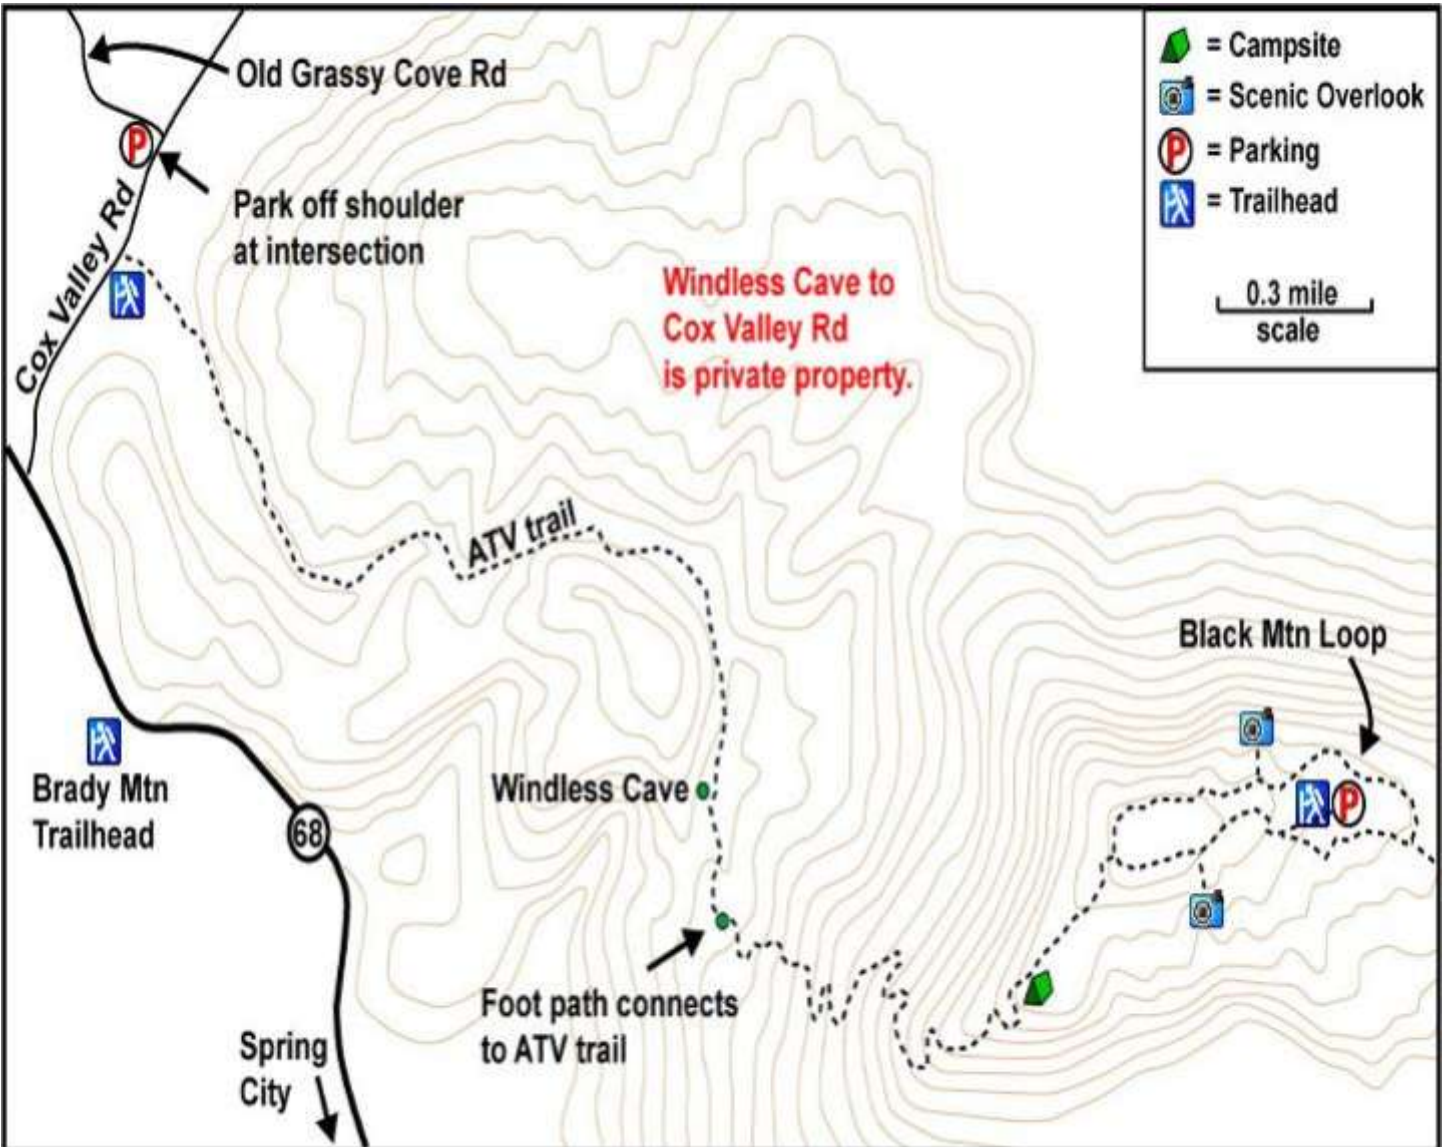 Old Grassy Cove Rd
P
Park off shoulder
at intersection
Cox Valley Rd
= Campsite
= Scenic Overlook
P = Parking
= Trailhead
0.3 mile
scale
Windless Cave to
Cox Valley Rd
is private property.
ATV trail
Black Mtn Loop
P
Brady Mtn
Trailhead
68
Windless Cave
Foot path connects
to ATV trail
Spring
City